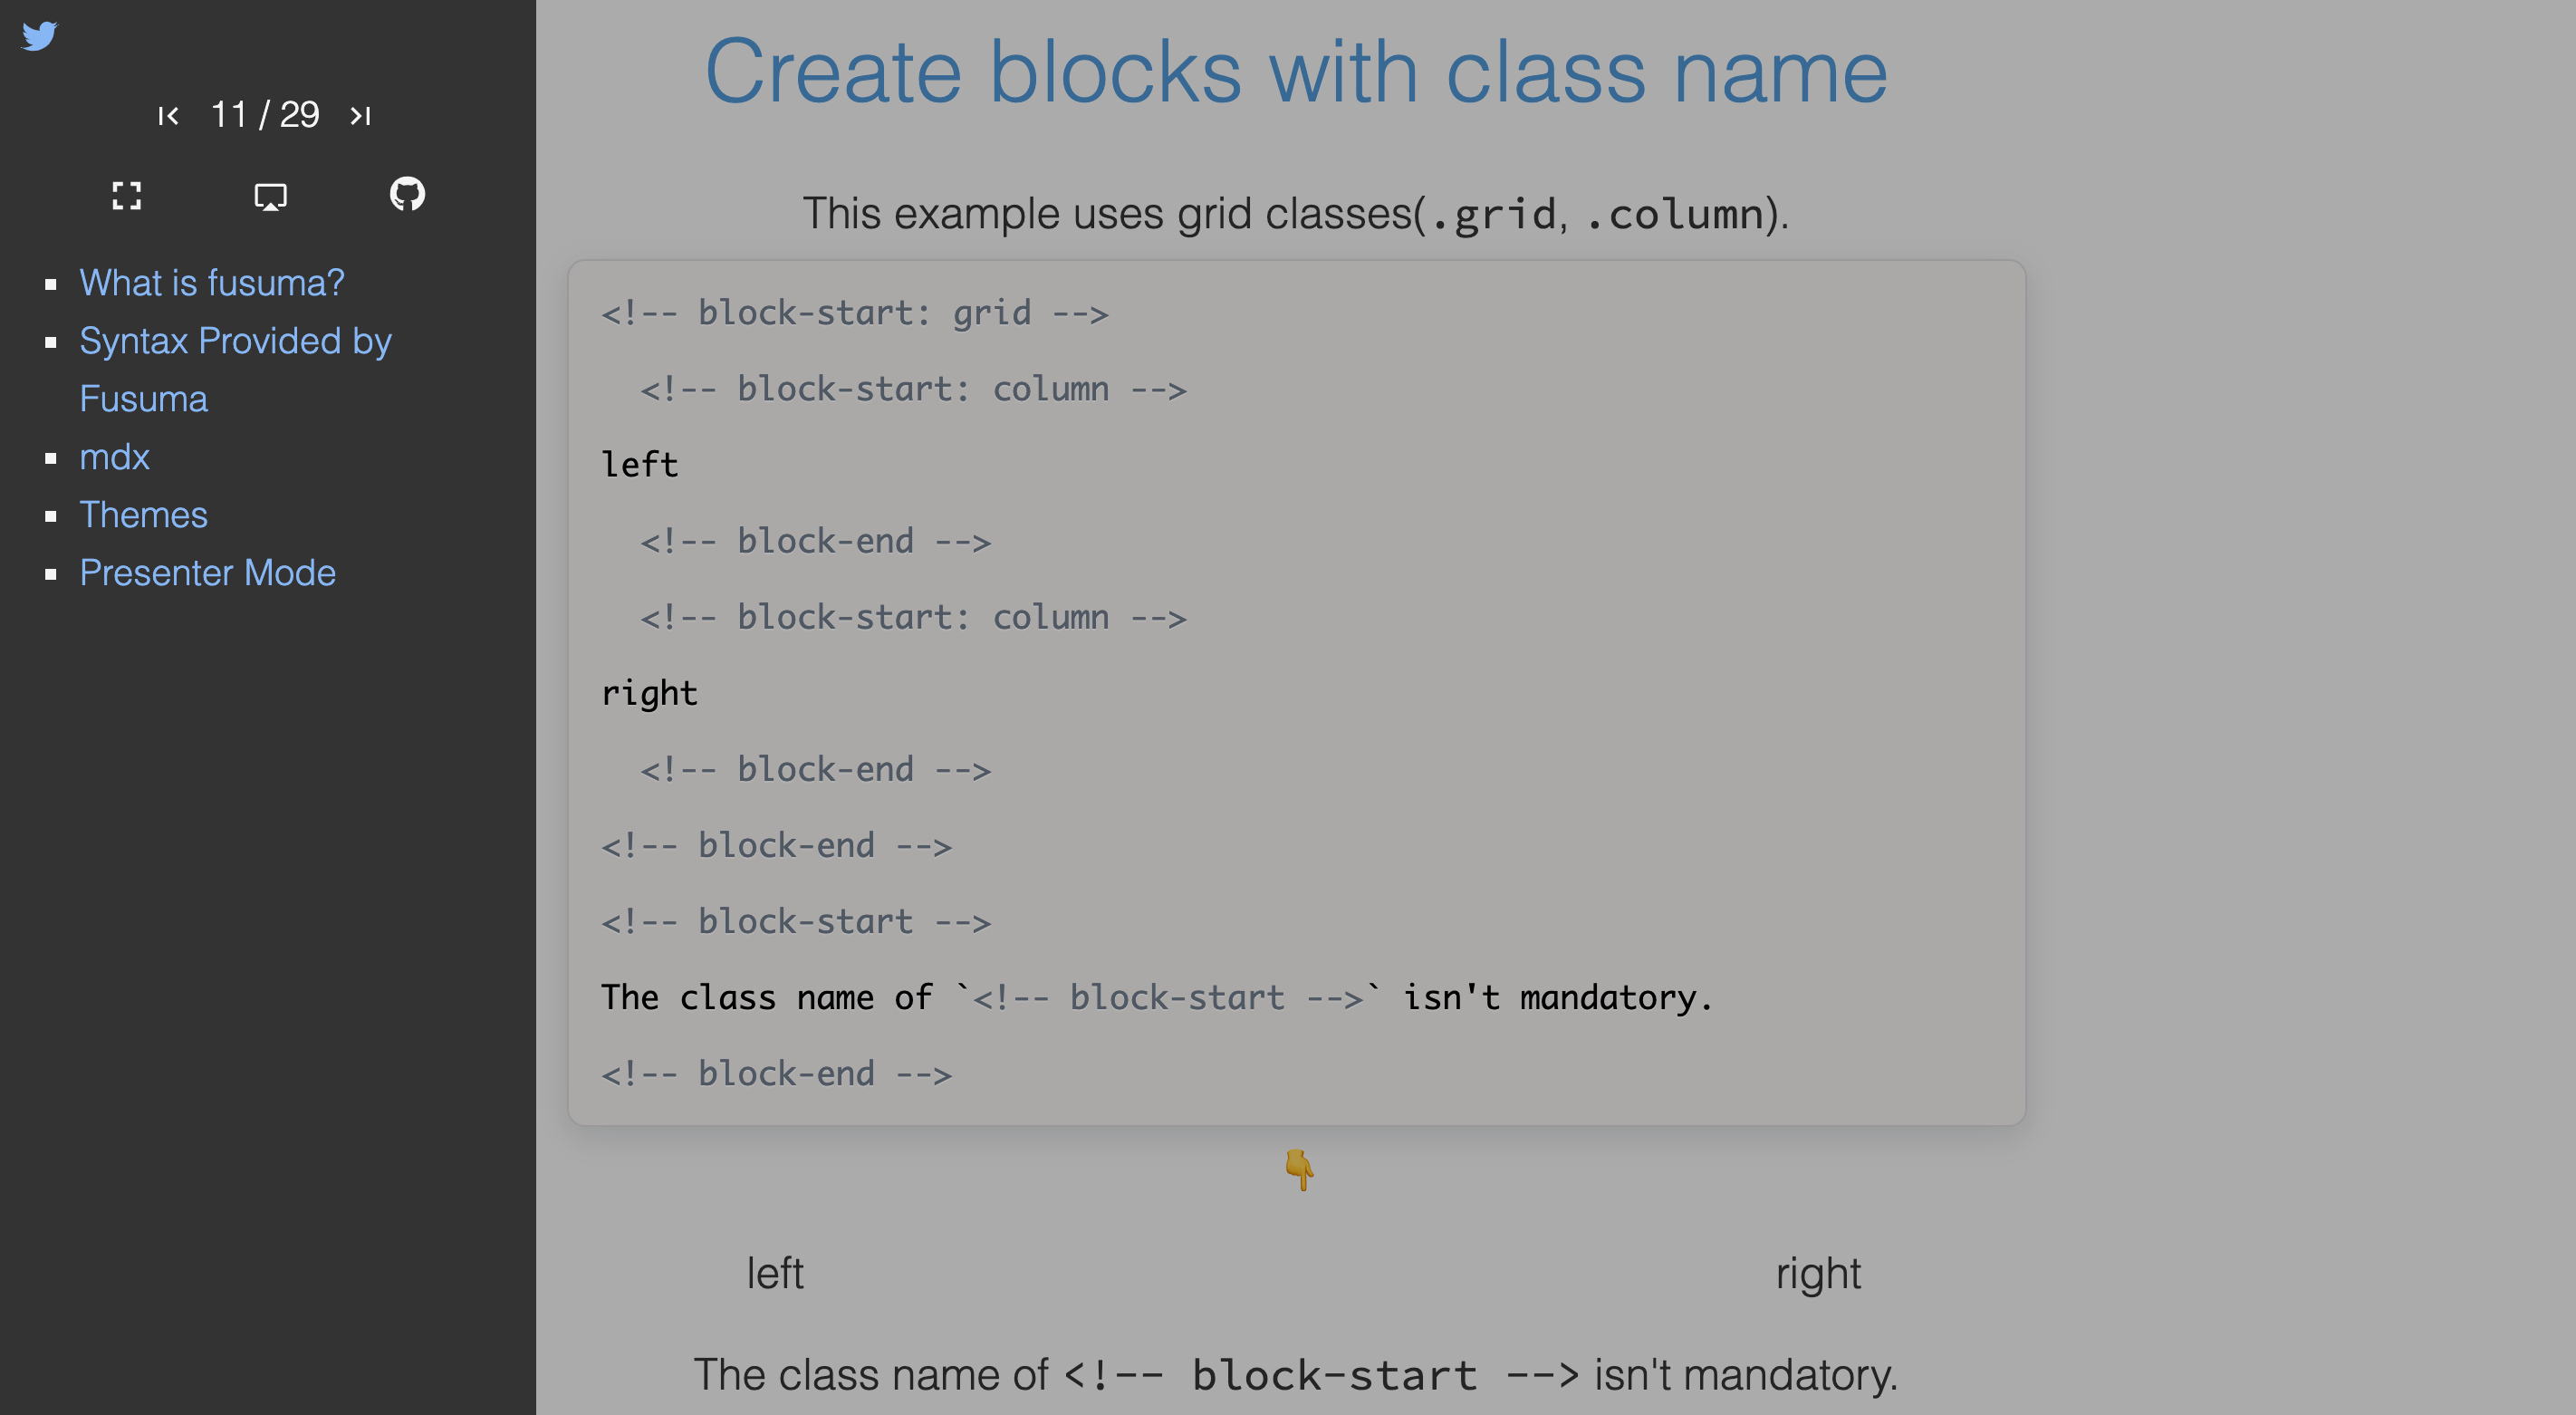 11 / 29
What is fusuma?
Syntax Provided by
Fusuma
mdx
Themes
Presenter Mode
Create blocks with class name
This example uses grid classes(.grid, .column).
<!-- block-start: grid -->
<!-- block-start: column -->
left
<!-- block-end -->
<!-- block-start: column -->
right
<!-- block-end -->
<!-- block-end -->
<!-- block-start -->
The class name of `<!-- block-start -->` isn't mandatory.
<!-- block-end -->
left right
The class name of <!-- block-start --> isn't mandatory.